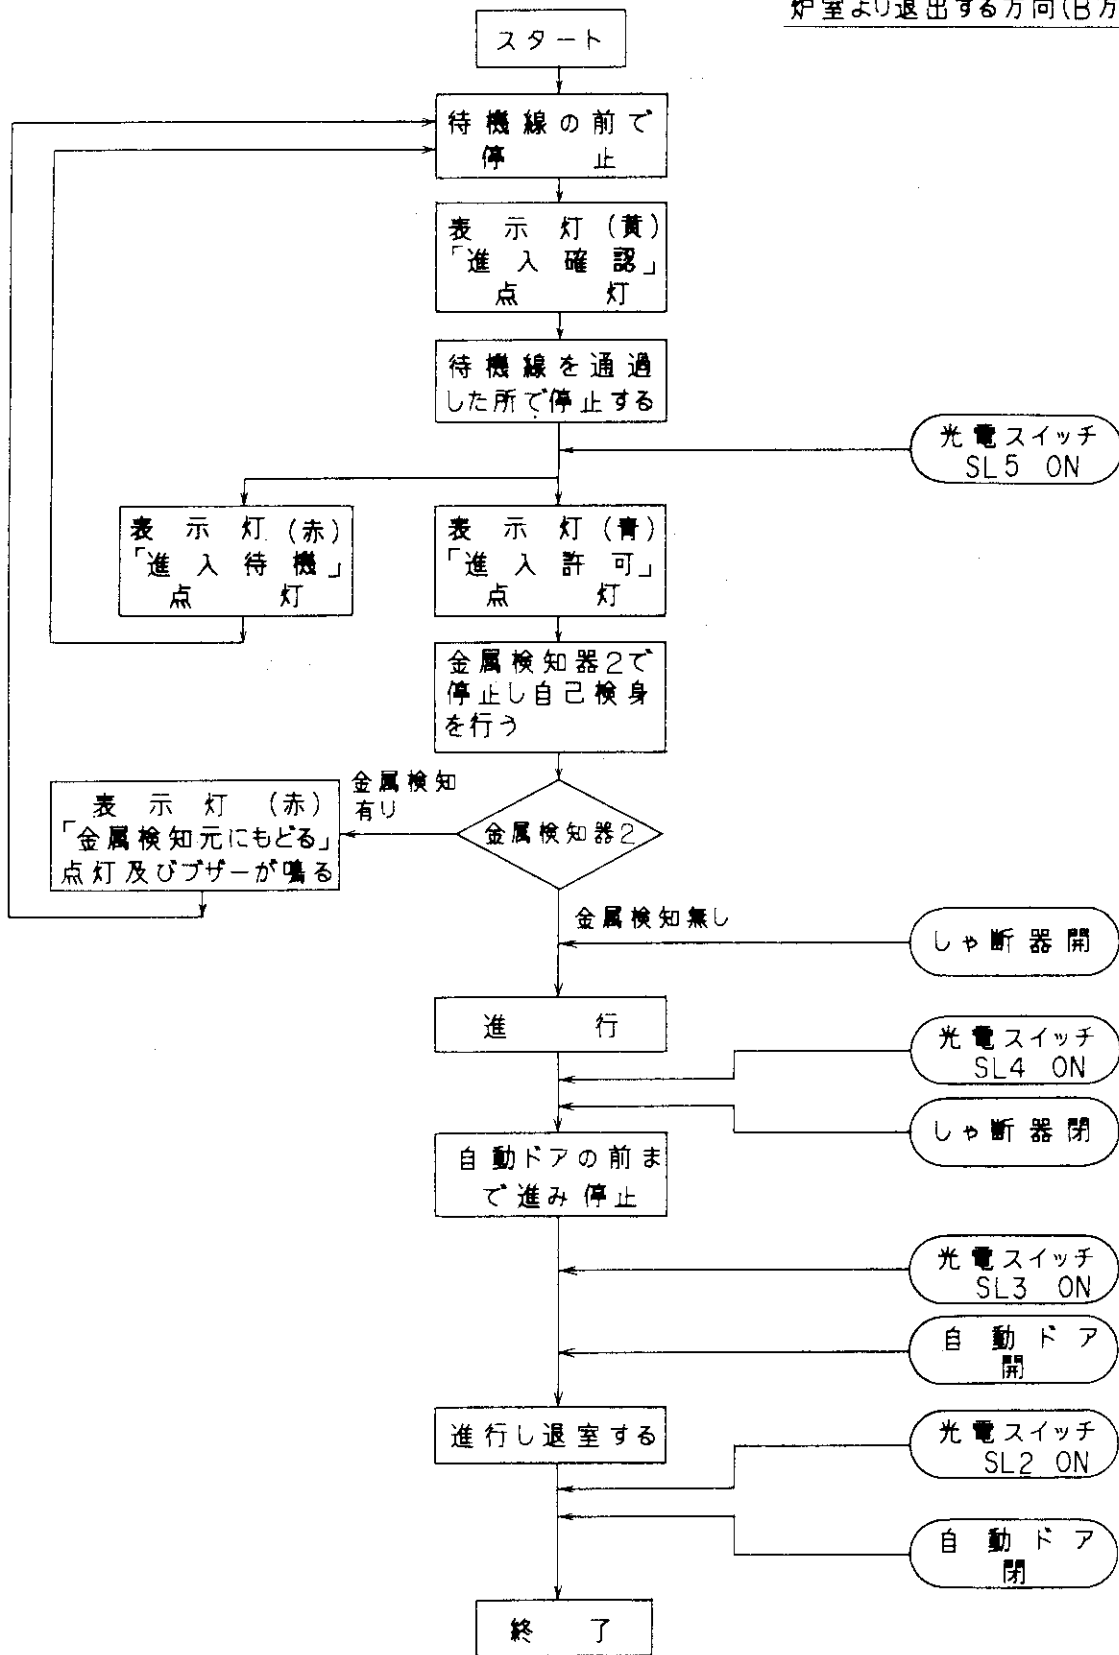 炉室より退出する方向(B方
スタート
待機線の前で
停止
表示灯(黄)
「進入確認」
点灯
待機線を通過
した所で停止する
光電スイッチ
SL5 ON
表示灯(赤)
「進入待機」
点灯
表示灯(青)
「進入許可」
点灯
金属検知器2で
停止し自己検身
を行う
金属検知
有り
表示灯(赤)
「金属検知元にもどる」
点灯及びブザーが鳴る
金属検知器2
金属検知無し
しゃ断器開
進行
光電スイッチ
SL4 ON
しゃ断器閉
自動ドアの前ま
で進み停止
光電スイッチ
SL3 ON
自動ドア
開
進行し退室する
光電スイッチ
SL2 ON
自動ドア
閉
終了